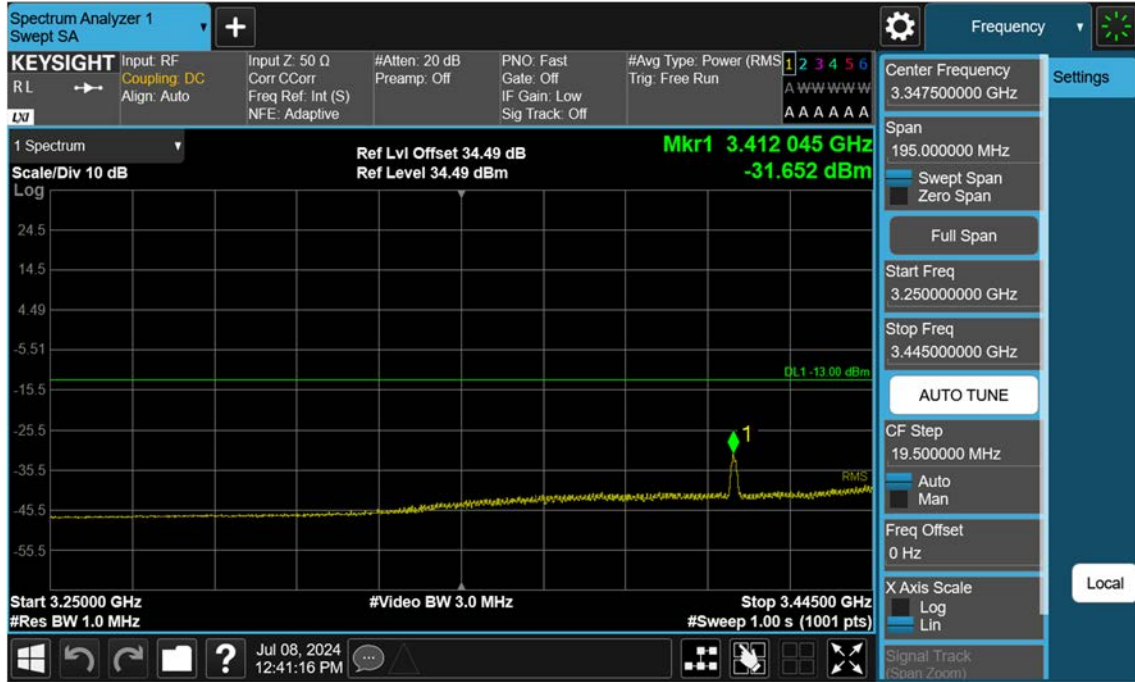 Spectrum Analyzer 1
Swept SA
+
Frequency
KEYSIGHT
R L
LXI
Input: RF
Coupling: DC
Align: Auto
Input Z: 50 Ω
Corr CCorr
Freq Ref: Int (S)
NFE: Adaptive
#Atten: 20 dB
Preamp: Off
PNO: Fast
Gate: Off
IF Gain: Low
Sig Track: Off
#Avg Type: Power (RMS
Trig: Free Run
1 2 3 4 5 6
A W W W W W
A A A A A A
1 Spectrum
Scale/Div 10 dB
Log
Ref Lvl Offset 34.49 dB
Ref Level 34.49 dBm
Mkr1 3.412 045 GHz
-31.652 dBm
24.5
14.5
4.49
-5.51
DL1 -13.00 dBm
-15.5
-25.5
1
-35.5
RMS
-45.5
-55.5
Start 3.25000 GHz
#Res BW 1.0 MHz
#Video BW 3.0 MHz
Stop 3.44500 GHz
#Sweep 1.00 s (1001 pts)
Center Frequency
3.347500000 GHz
Span
195.000000 MHz
Swept Span
Zero Span
Full Span
Start Freq
3.250000000 GHz
Stop Freq
3.445000000 GHz
AUTO TUNE
CF Step
19.500000 MHz
Auto
Man
Freq Offset
0 Hz
X Axis Scale
Log
Lin
Signal Track
(Span Zoom)
Settings
Local
?
Jul 08, 2024
12:41:16 PM